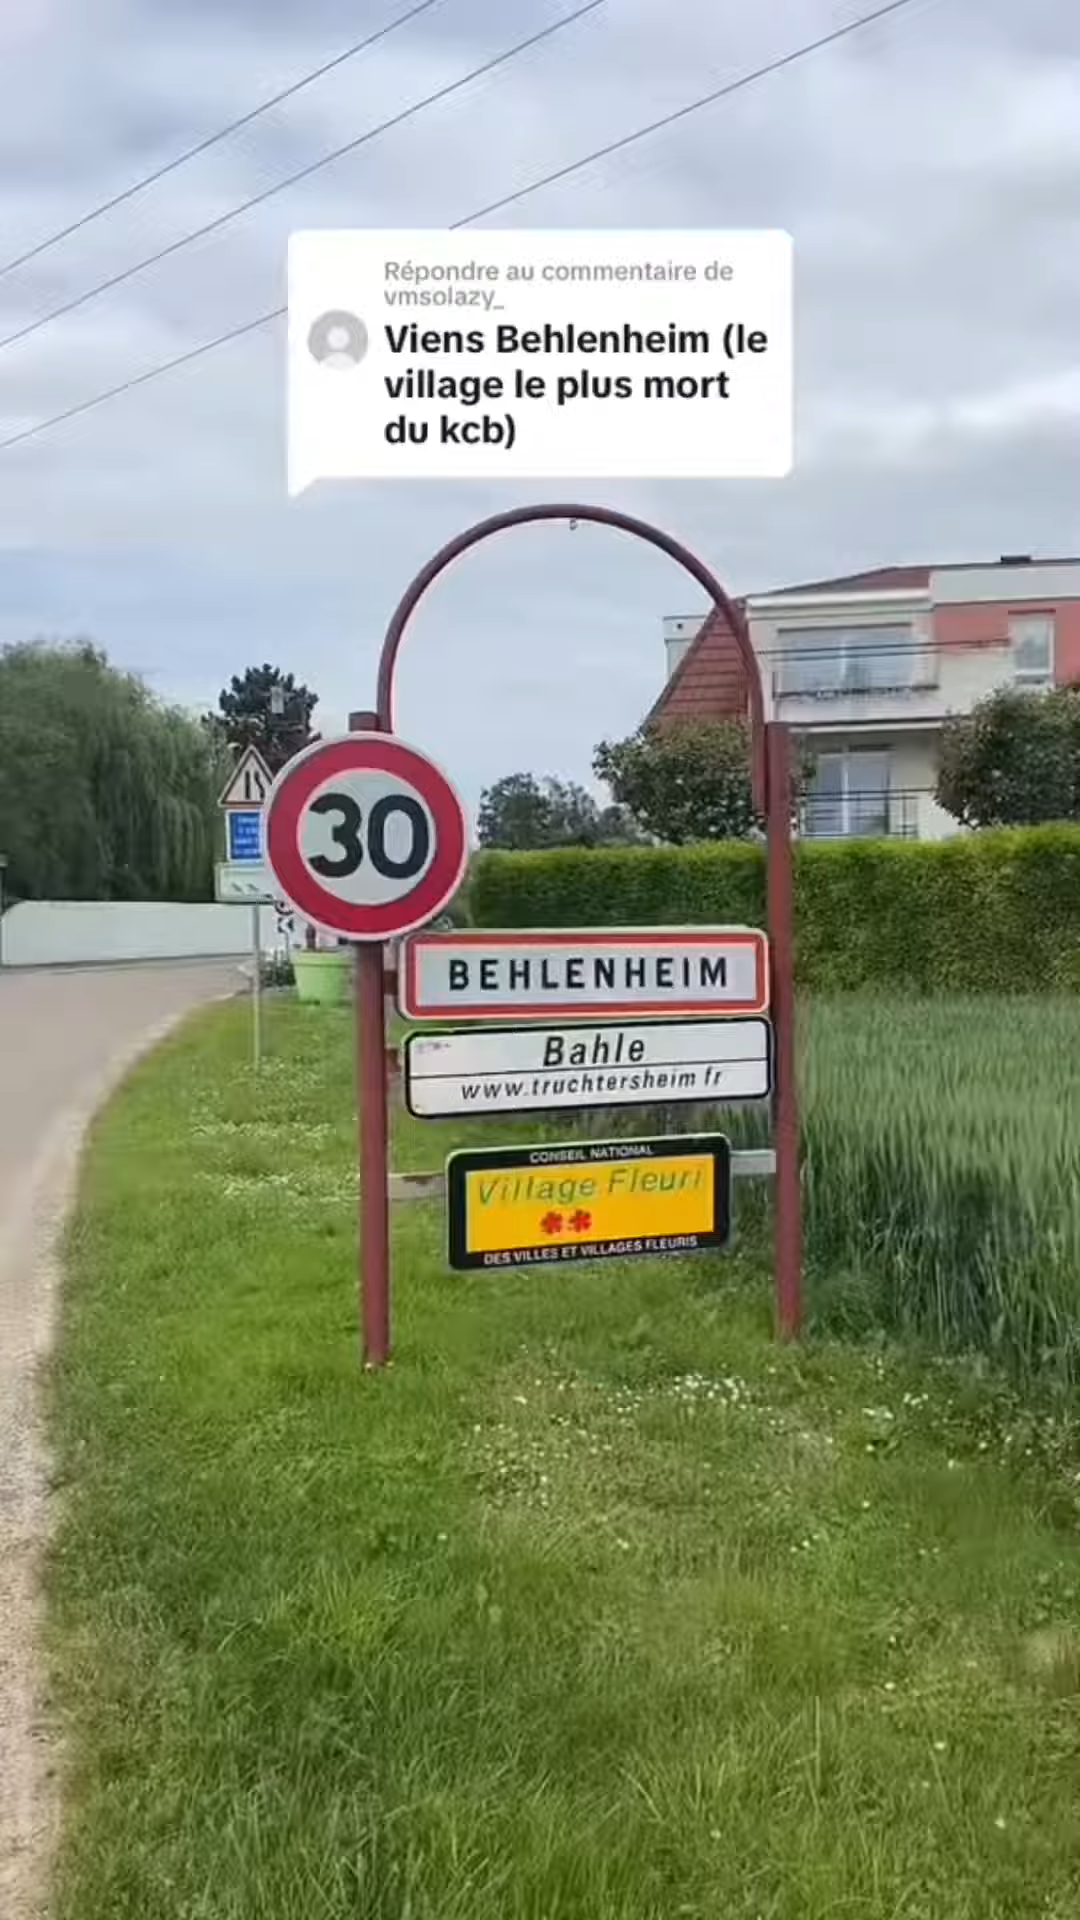 Répondre au commentaire de
vmsolazy_
Viens Behlenheim (le
village le plus mort
du kcb)
30
BEHLENHEIM
Bahle
www.truchtersheim.fr
CONSEIL NATIONAL
Village Fleuri
DES VILLES ET VILLAGES FLEURIS